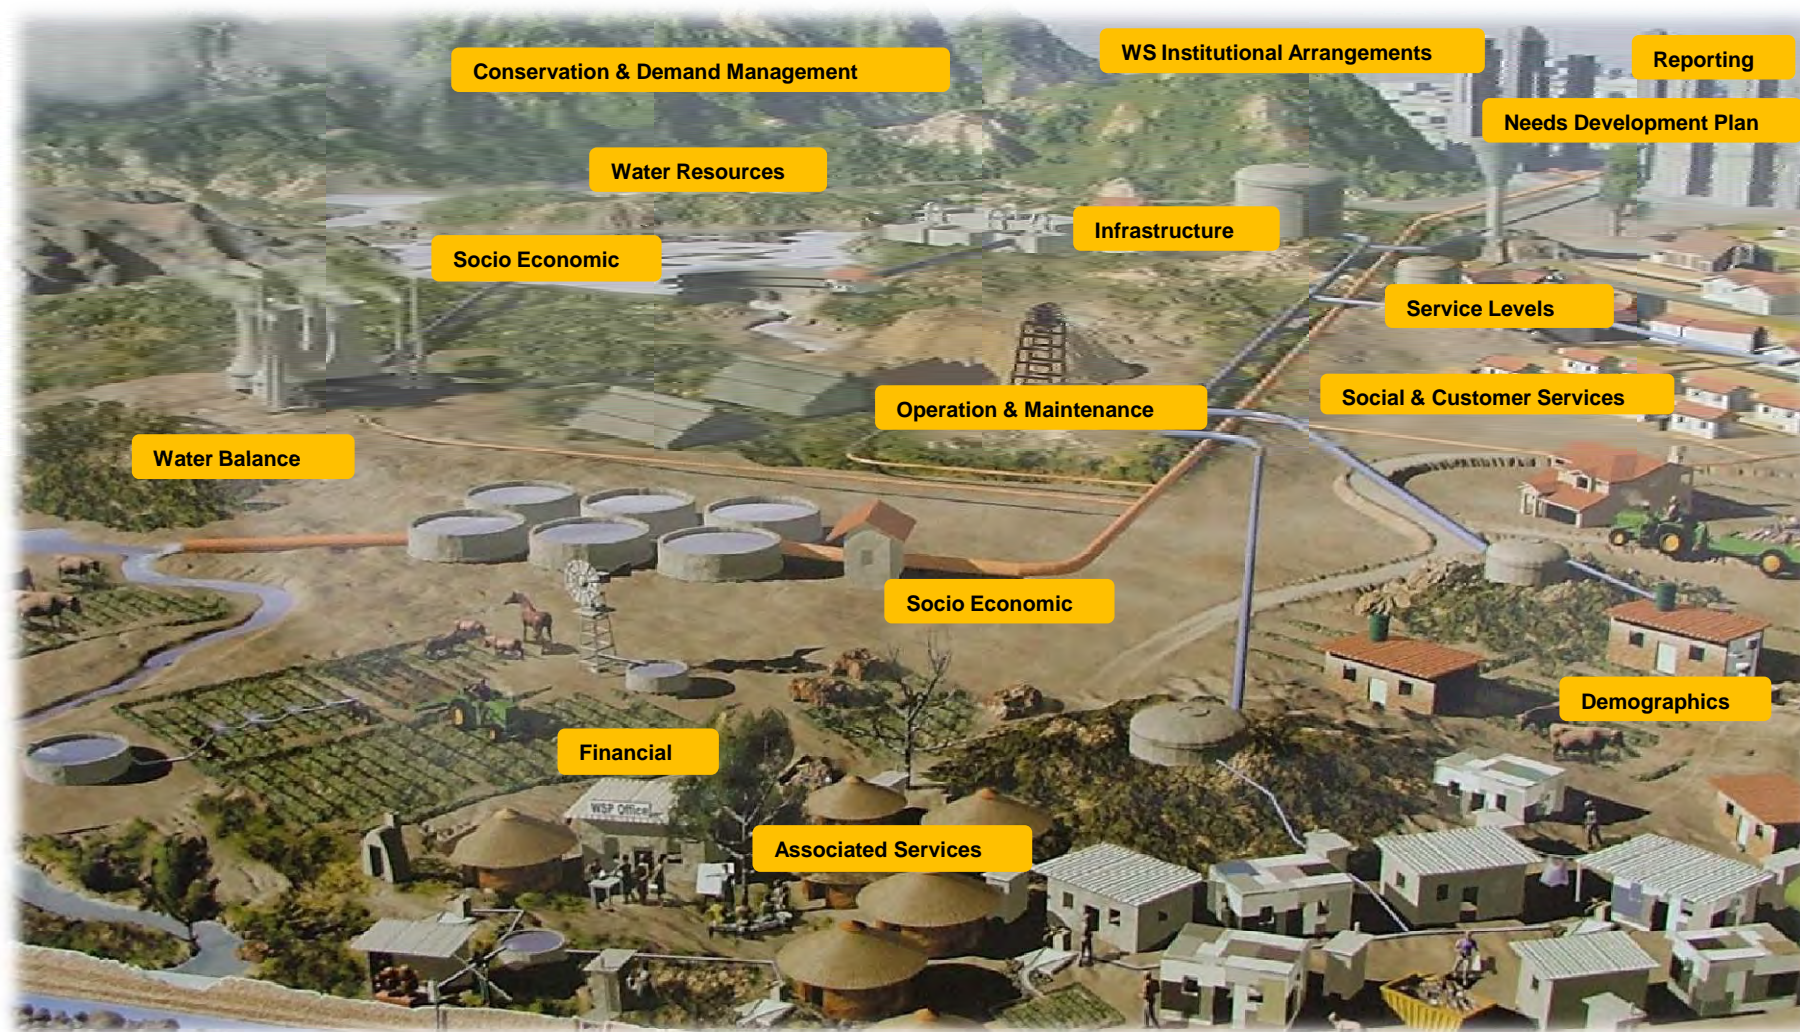 WS Institutional Arrangements
Reporting
Conservation & Demand Management
Needs Development Plan
Water Resources
Infrastructure
Socio Economic
Service Levels
Social & Customer Services
Operation & Maintenance
Water Balance
Socio Economic
Demographics
Financial
WSP Office
Associated Services